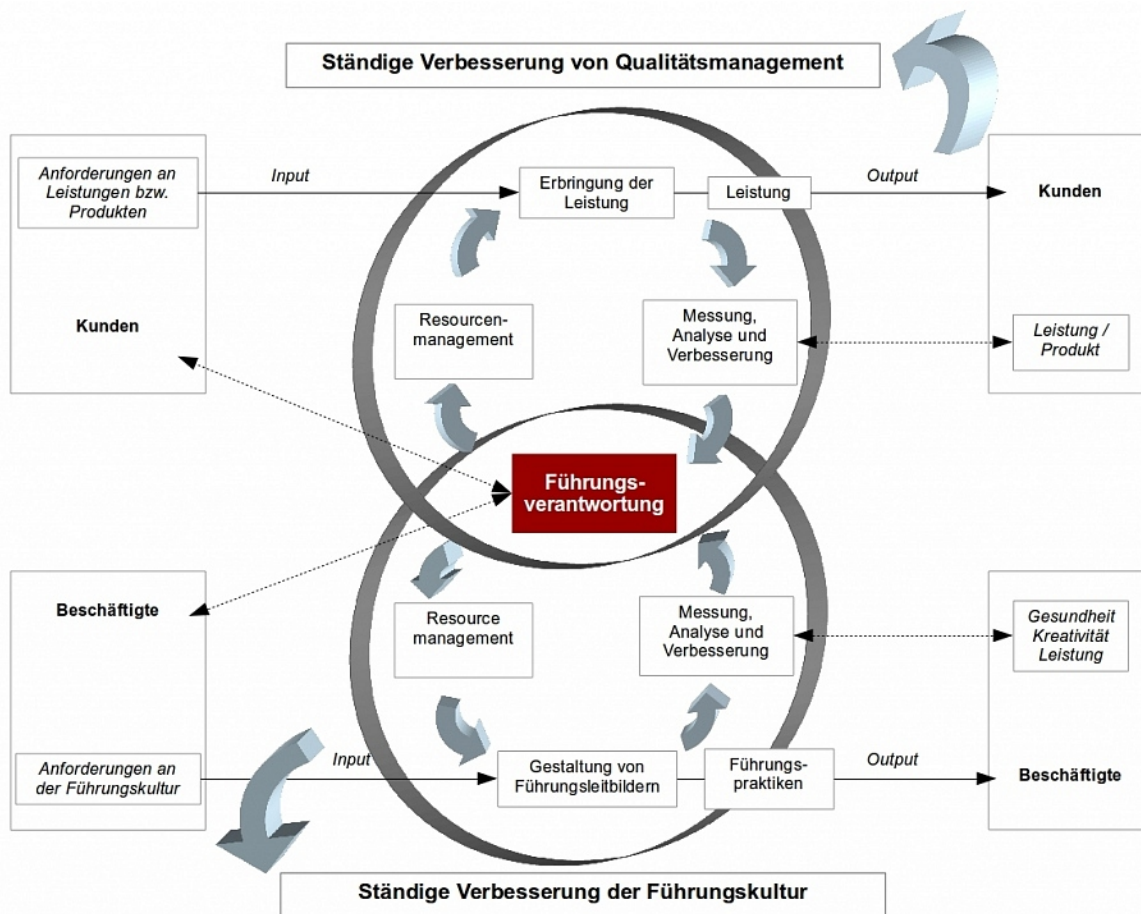 Ständige Verbesserung von Qualitätsmanagement
Anforderungen an
Leistungen bzw.
Produkten
Input
Erbringung der
Leistung
Leistung
Output
Kunden
Kunden
Resourcen-
management
Messung,
Analyse und
Verbesserung
Leistung /
Produkt
Führungs-
verantwortung
Beschäftigte
Resource
management
Messung,
Analyse und
Verbesserung
Gesundheit
Kreativität
Leistung
Anforderungen an
der Führungskultur
Input
Gestaltung von
Führungsleitbildern
Führungs-
praktiken
Output
Beschäftigte
Ständige Verbesserung der Führungskultur